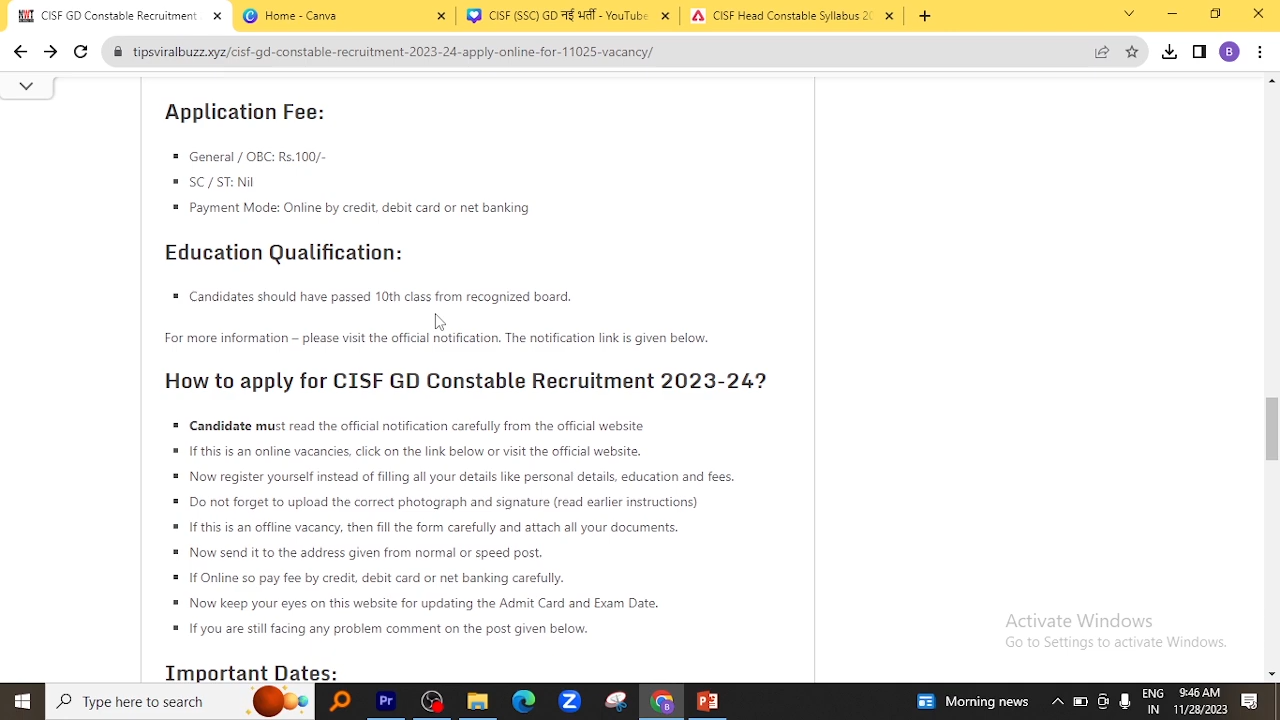 CISF GD Constable Recruitment
Home - Canva
CISF (SSC) GD नई भर्ती - YouTube
CISF Head Constable Syllabus 20
tipsviralbuzz.xyz/cisf-gd-constable-recruitment-2023-24-apply-online-for-11025-vacancy/
B
Application Fee:
General / OBC: Rs.100/-
SC / ST: Nil
Payment Mode: Online by credit, debit card or net banking
Education Qualification:
Candidates should have passed 10th class from recognized board.
For more information – please visit the official notification. The notification link is given below.
How to apply for CISF GD Constable Recruitment 2023-24?
Candidate must read the official notification carefully from the official website
If this is an online vacancies, click on the link below or visit the official website.
Now register yourself instead of filling all your details like personal details, education and fees.
Do not forget to upload the correct photograph and signature (read earlier instructions)
If this is an offline vacancy, then fill the form carefully and attach all your documents.
Now send it to the address given from normal or speed post.
If Online so pay fee by credit, debit card or net banking carefully.
Now keep your eyes on this website for updating the Admit Card and Exam Date.
If you are still facing any problem comment on the post given below.
Important Dates:
Activate Windows
Go to Settings to activate Windows.
Type here to search
Pr
Morning news
ENG
IN
9:46 AM
11/28/2023